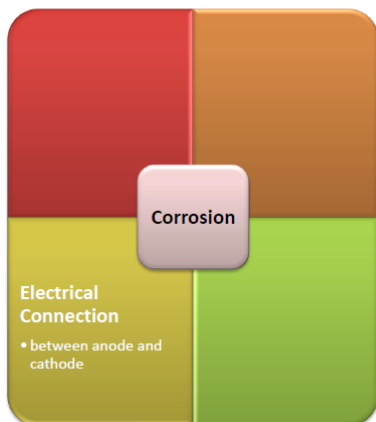 Corrosion
Electrical
Connection
• between anode and
cathode